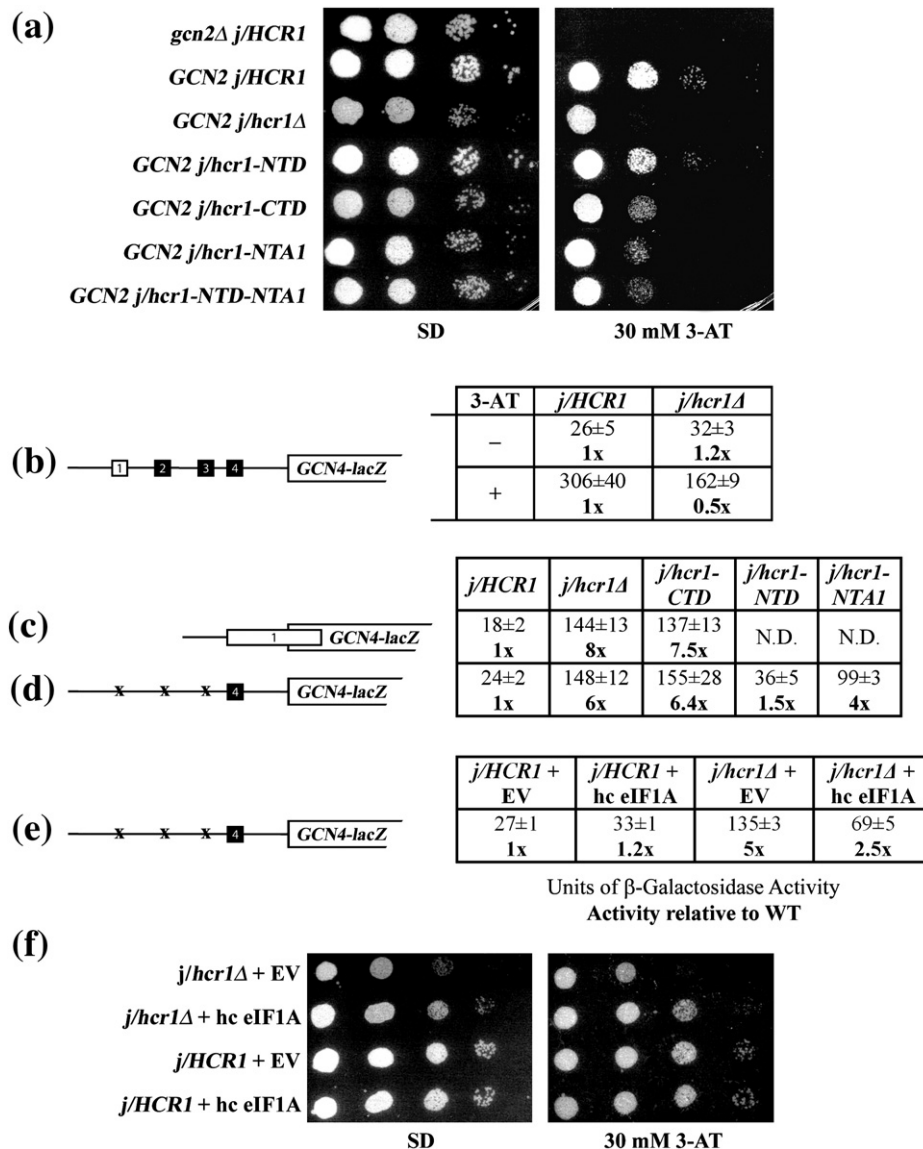 (a)
gcn2Δ j/HCR1
GCN2 j/HCR1
GCN2 j/hcr1Δ
GCN2 j/hcr1-NTD
GCN2 j/hcr1-CTD
GCN2 j/hcr1-NTA1
GCN2 j/hcr1-NTD-NTA1
SD
30 mM 3-AT
(b)
1 2 3 4 GCN4-lacZ
3-AT j/HCR1 j/hcr1Δ
– 26±5 32±3
1x 1.2x
+ 306±40 162±9
1x 0.5x
j/HCR1 j/hcr1Δ j/hcr1-CTD j/hcr1-NTD j/hcr1-NTA1
(c)
1 GCN4-lacZ
18±2 144±13 137±13 N.D. N.D.
1x 8x 7.5x
(d)
x x x 4 GCN4-lacZ
24±2 148±12 155±28 36±5 99±3
1x 6x 6.4x 1.5x 4x
j/HCR1 + EV j/HCR1 + hc eIF1A j/hcr1Δ + EV j/hcr1Δ + hc eIF1A
(e)
x x x 4 GCN4-lacZ
27±1 33±1 135±3 69±5
1x 1.2x 5x 2.5x
Units of β-Galactosidase Activity
Activity relative to WT
(f)
j/hcr1Δ + EV
j/hcr1Δ + hc eIF1A
j/HCR1 + EV
j/HCR1 + hc eIF1A
SD
30 mM 3-AT